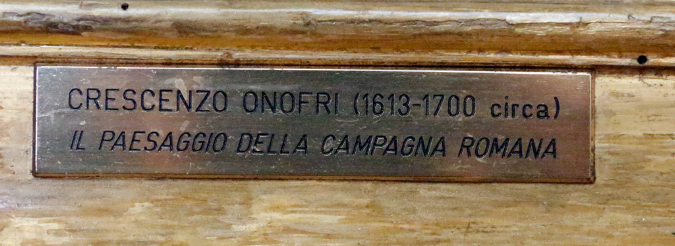 CRESCENZO ONOFRI (1613-1700 circa)
IL PAESAGGIO DELLA CAMPAGNA ROMANA